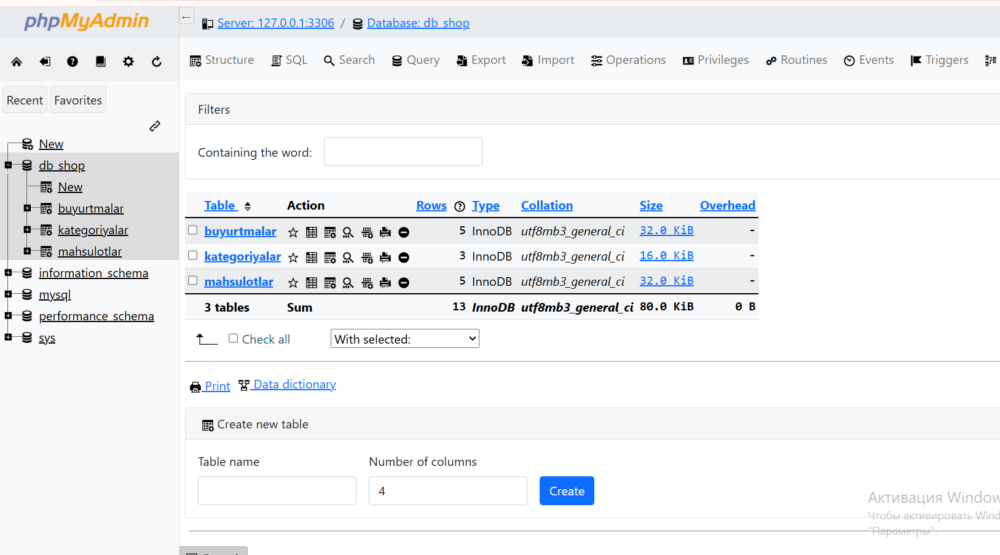 phpMyAdmin
Server: 127.0.0.1:3306 / Database: db_shop
Structure SQL Search Query Export Import Operations Privileges Routines Events Triggers
Recent Favorites
New
db_shop
New
buyurtmalar
kategoriyalar
mahsulotlar
information_schema
mysql
performance_schema
sys
Filters
Containing the word:
Table Action Rows Type Collation Size Overhead
buyurtmalar 5 InnoDB utf8mb3_general_ci 32.0 KiB -
kategoriyalar 3 InnoDB utf8mb3_general_ci 16.0 KiB -
mahsulotlar 5 InnoDB utf8mb3_general_ci 32.0 KiB -
3 tables Sum 13 InnoDB utf8mb3_general_ci 80.0 KiB 0 B
Check all With selected:
Print Data dictionary
Create new table
Table name Number of columns
4 Create
Активация Window
Чтобы активировать Wind
"Параметры".